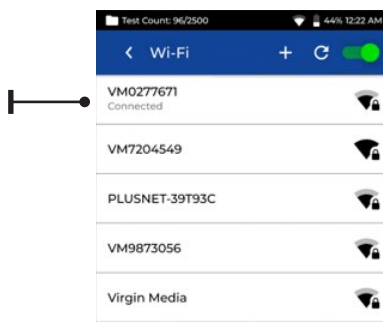 Test Count: 96/2500 44% 12:22 AM
Wi-Fi
VM0277671
Connected
VM7204549
PLUSNET-39T93C
VM9873056
Virgin Media